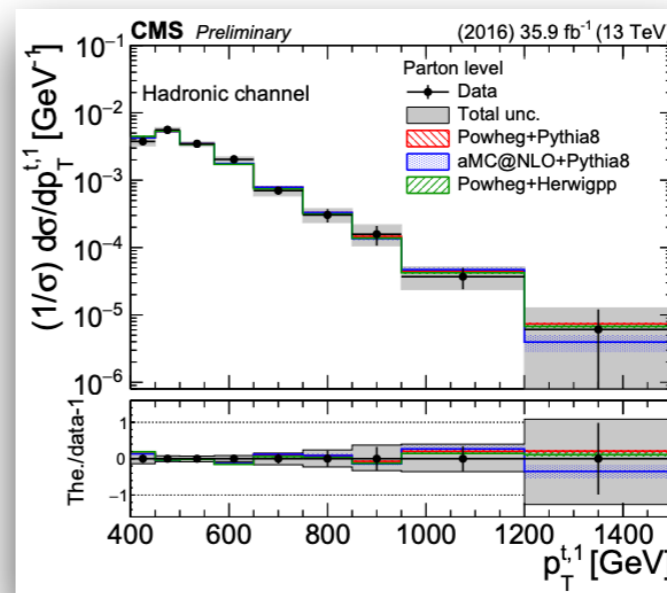 CMS Preliminary (2016) 35.9 fb⁻¹ (13 TeV)
(1/σ) dσ/dp_T^{t,1} [GeV⁻¹]
10⁻¹
10⁻²
10⁻³
10⁻⁴
10⁻⁵
10⁻⁶
Hadronic channel
Parton level
Data
Total unc.
Powheg+Pythia8
aMC@NLO+Pythia8
Powheg+Herwigpp
The./data-1
1
0
−1
400 600 800 1000 1200 1400
p_T^{t,1} [GeV]